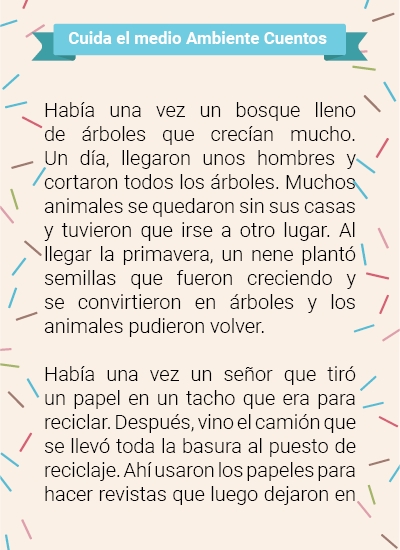 Cuida el medio Ambiente Cuentos
Había una vez un bosque lleno
de árboles que crecían mucho.
Un día, llegaron unos hombres y
cortaron todos los árboles. Muchos
animales se quedaron sin sus casas
y tuvieron que irse a otro lugar. Al
llegar la primavera, un nene plantó
semillas que fueron creciendo y
se convirtieron en árboles y los
animales pudieron volver.
Había una vez un señor que tiró
un papel en un tacho que era para
reciclar. Después, vino el camión que
se llevó toda la basura al puesto de
reciclaje. Ahí usaron los papeles para
hacer revistas que luego dejaron en